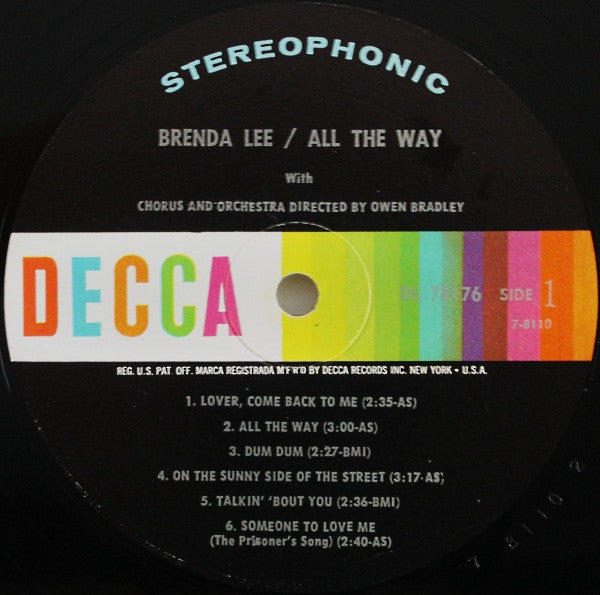 STEREOPHONIC
BRENDA LEE / ALL THE WAY
With
CHORUS AND ORCHESTRA DIRECTED BY OWEN BRADLEY
DECCA
76 SIDE 1
7-8110
REG. U.S. PAT. OFF. MARCA REGISTRADA M'F'R'D BY DECCA RECORDS INC. NEW YORK • U.S.A.
1. LOVER, COME BACK TO ME (2:35-AS)
2. ALL THE WAY (3:00-AS)
3. DUM DUM (2:27-BMI)
4. ON THE SUNNY SIDE OF THE STREET (3:17-AS)
5. TALKIN' 'BOUT YOU (2:36-BMI)
6. SOMEONE TO LOVE ME
(The Prisoner's Song) (2:40-AS)
7 8110 2